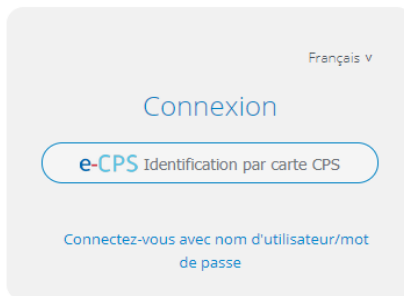 Français v
Connexion
e-CPS Identification par carte CPS
Connectez-vous avec nom d'utilisateur/mot
de passe